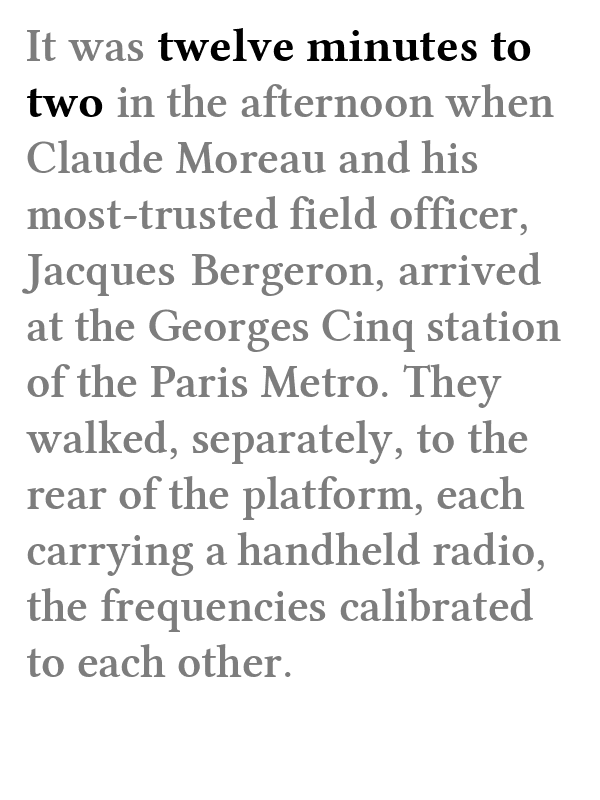 It was twelve minutes to
two in the afternoon when
Claude Moreau and his
most-trusted field officer,
Jacques Bergeron, arrived
at the Georges Cinq station
of the Paris Metro. They
walked, separately, to the
rear of the platform, each
carrying a handheld radio,
the frequencies calibrated
to each other.